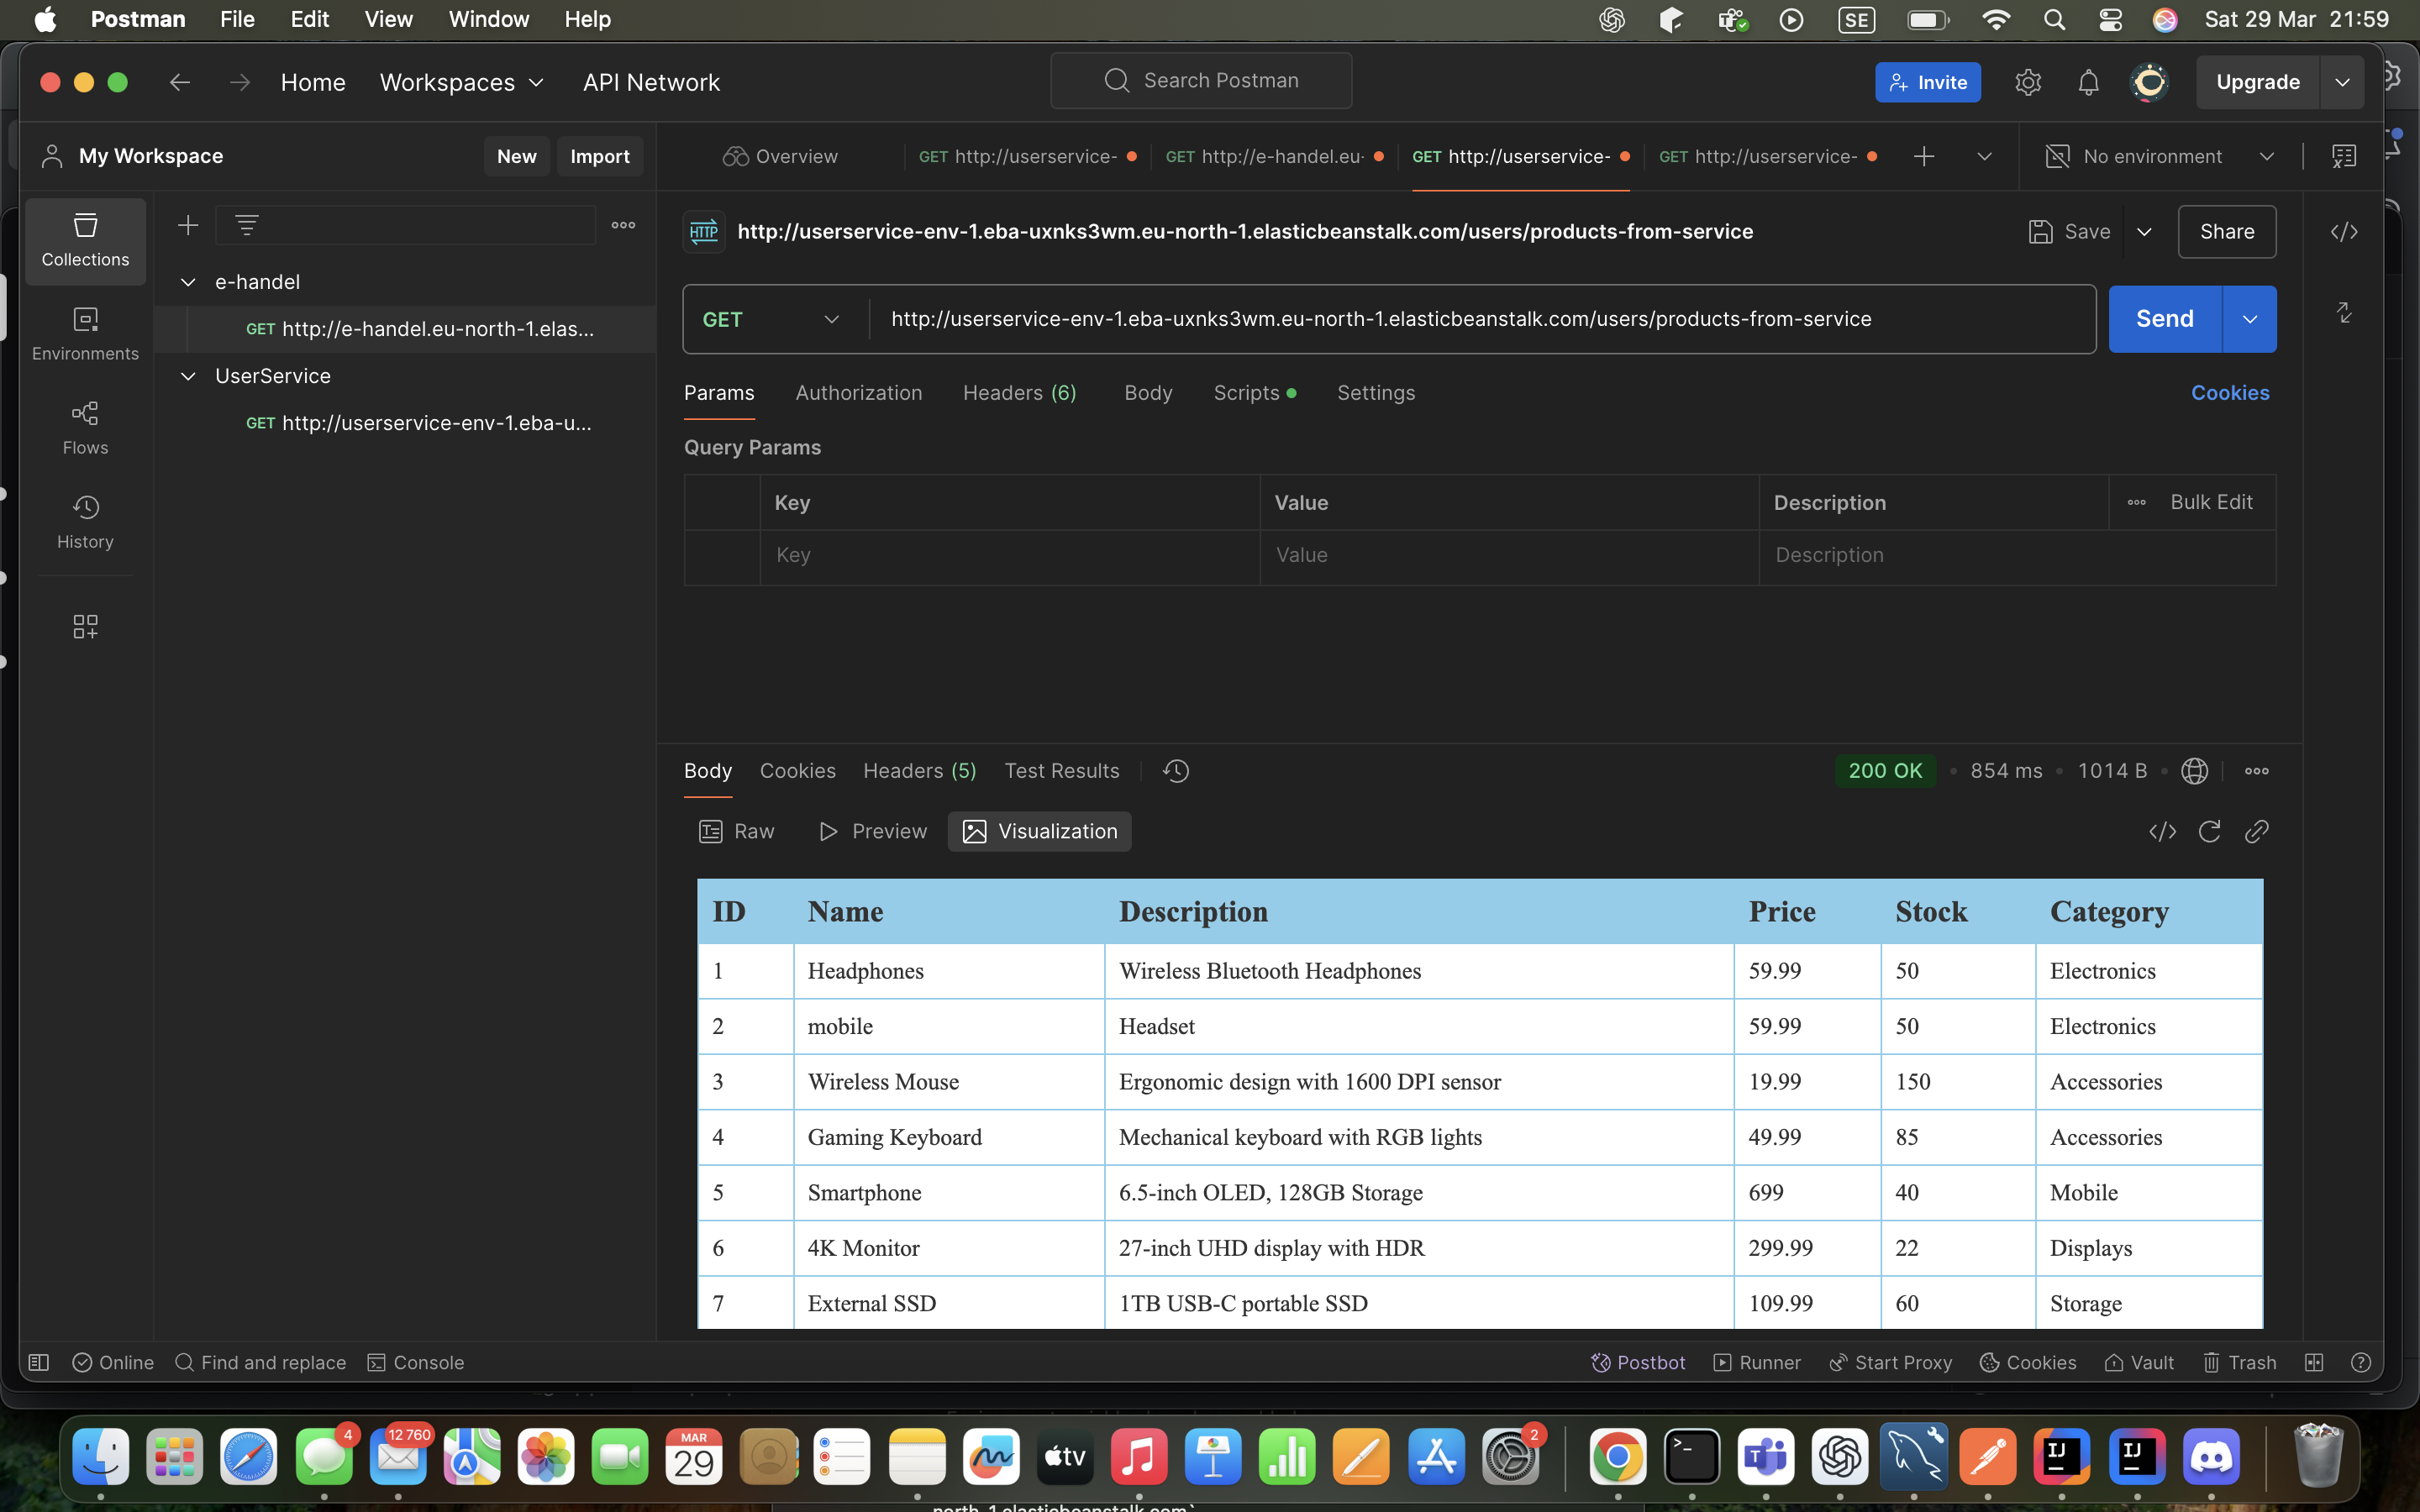 Postman File Edit View Window Help SE Sat 29 Mar 21:59
Home Workspaces API Network Search Postman Invite Upgrade
My Workspace New Import Overview GET http://userservice- GET http://e-handel.eu- GET http://userservice- GET http://userservice- No environment
Collections
Environments
Flows
History
e-handel
GET http://e-handel.eu-north-1.elas...
UserService
GET http://userservice-env-1.eba-u...
HTTP http://userservice-env-1.eba-uxnks3wm.eu-north-1.elasticbeanstalk.com/users/products-from-service Save Share
GET http://userservice-env-1.eba-uxnks3wm.eu-north-1.elasticbeanstalk.com/users/products-from-service Send
Params Authorization Headers (6) Body Scripts Settings Cookies
Query Params
Key Value Description Bulk Edit
Key Value Description
Body Cookies Headers (5) Test Results 200 OK • 854 ms • 1014 B •
Raw Preview Visualization
ID Name Description Price Stock Category
1 Headphones Wireless Bluetooth Headphones 59.99 50 Electronics
2 mobile Headset 59.99 50 Electronics
3 Wireless Mouse Ergonomic design with 1600 DPI sensor 19.99 150 Accessories
4 Gaming Keyboard Mechanical keyboard with RGB lights 49.99 85 Accessories
5 Smartphone 6.5-inch OLED, 128GB Storage 699 40 Mobile
6 4K Monitor 27-inch UHD display with HDR 299.99 22 Displays
7 External SSD 1TB USB-C portable SSD 109.99 60 Storage
Online Find and replace Console Postbot Runner Start Proxy Cookies Vault Trash
4 12 760 MAR 29 tv 2 IJ IJ
north-1.elasticbeanstalk.com`